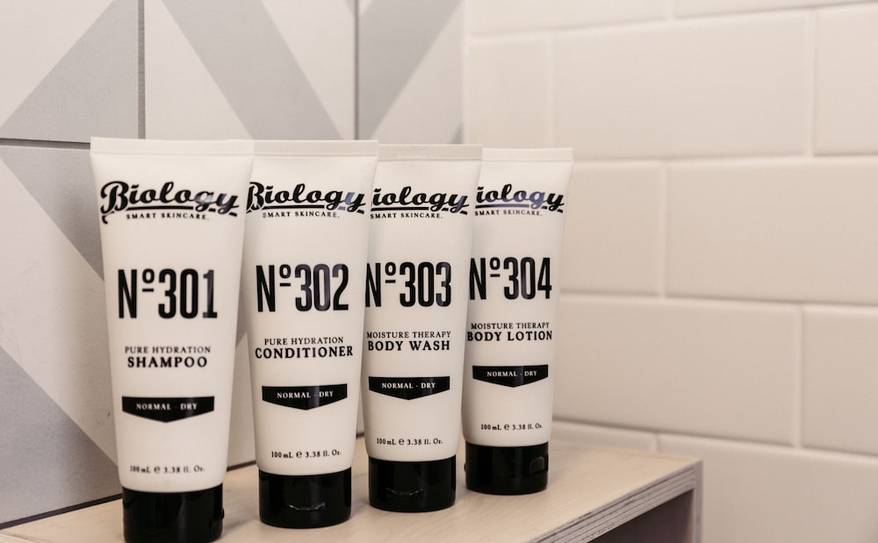 Biology
SMART SKINCARE.
Nº301
PURE HYDRATION
SHAMPOO
NORMAL · DRY
100 mL ℮ 3.38 fl. Oz.
Biology
SMART SKINCARE.
Nº302
PURE HYDRATION
CONDITIONER
NORMAL · DRY
100 mL ℮ 3.38 fl. Oz.
iology
SMART SKINCARE.
Nº303
MOISTURE THERAPY
BODY WASH
NORMAL · DRY
100 mL ℮ 3.38 fl. Oz.
iology
SMART SKINCARE.
Nº304
MOISTURE THERAPY
BODY LOTION
NORMAL · DRY
100 mL ℮ 3.38 fl. Oz.